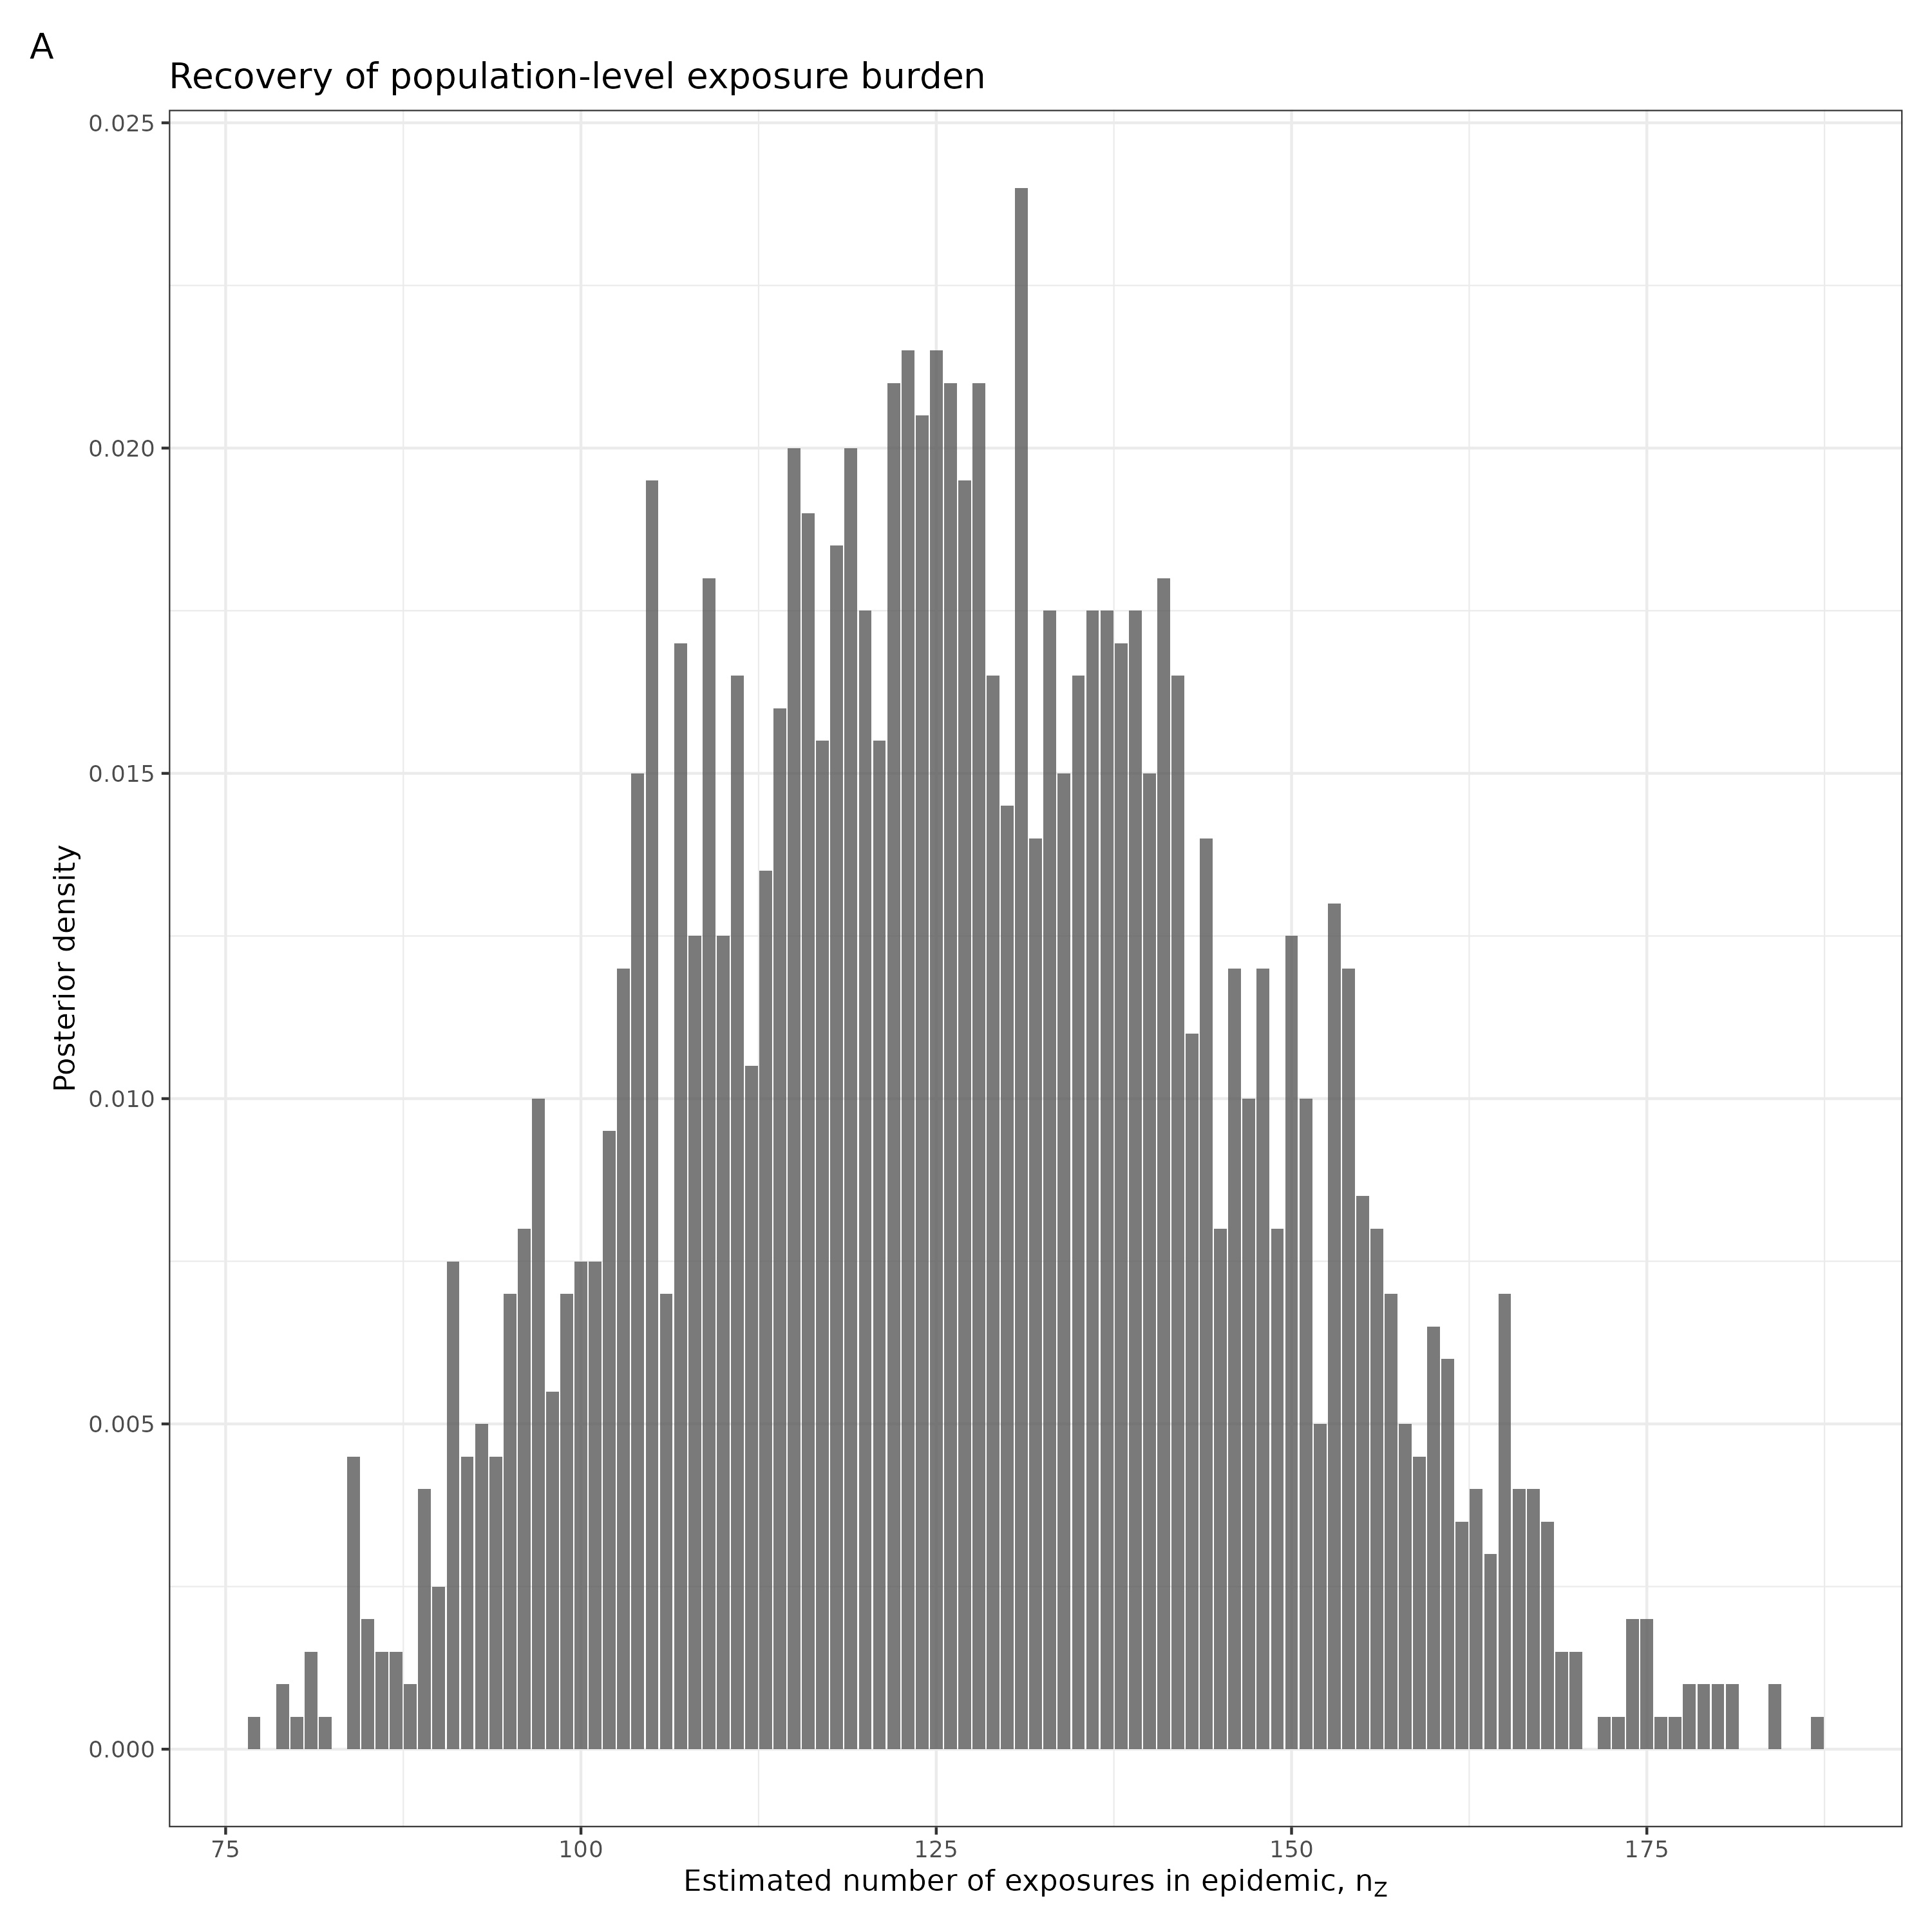 A
Recovery of population-level exposure burden
0.025
0.020
0.015
0.010
0.005
0.000
Posterior density
75 100 125 150 175
Estimated number of exposures in epidemic, nZ